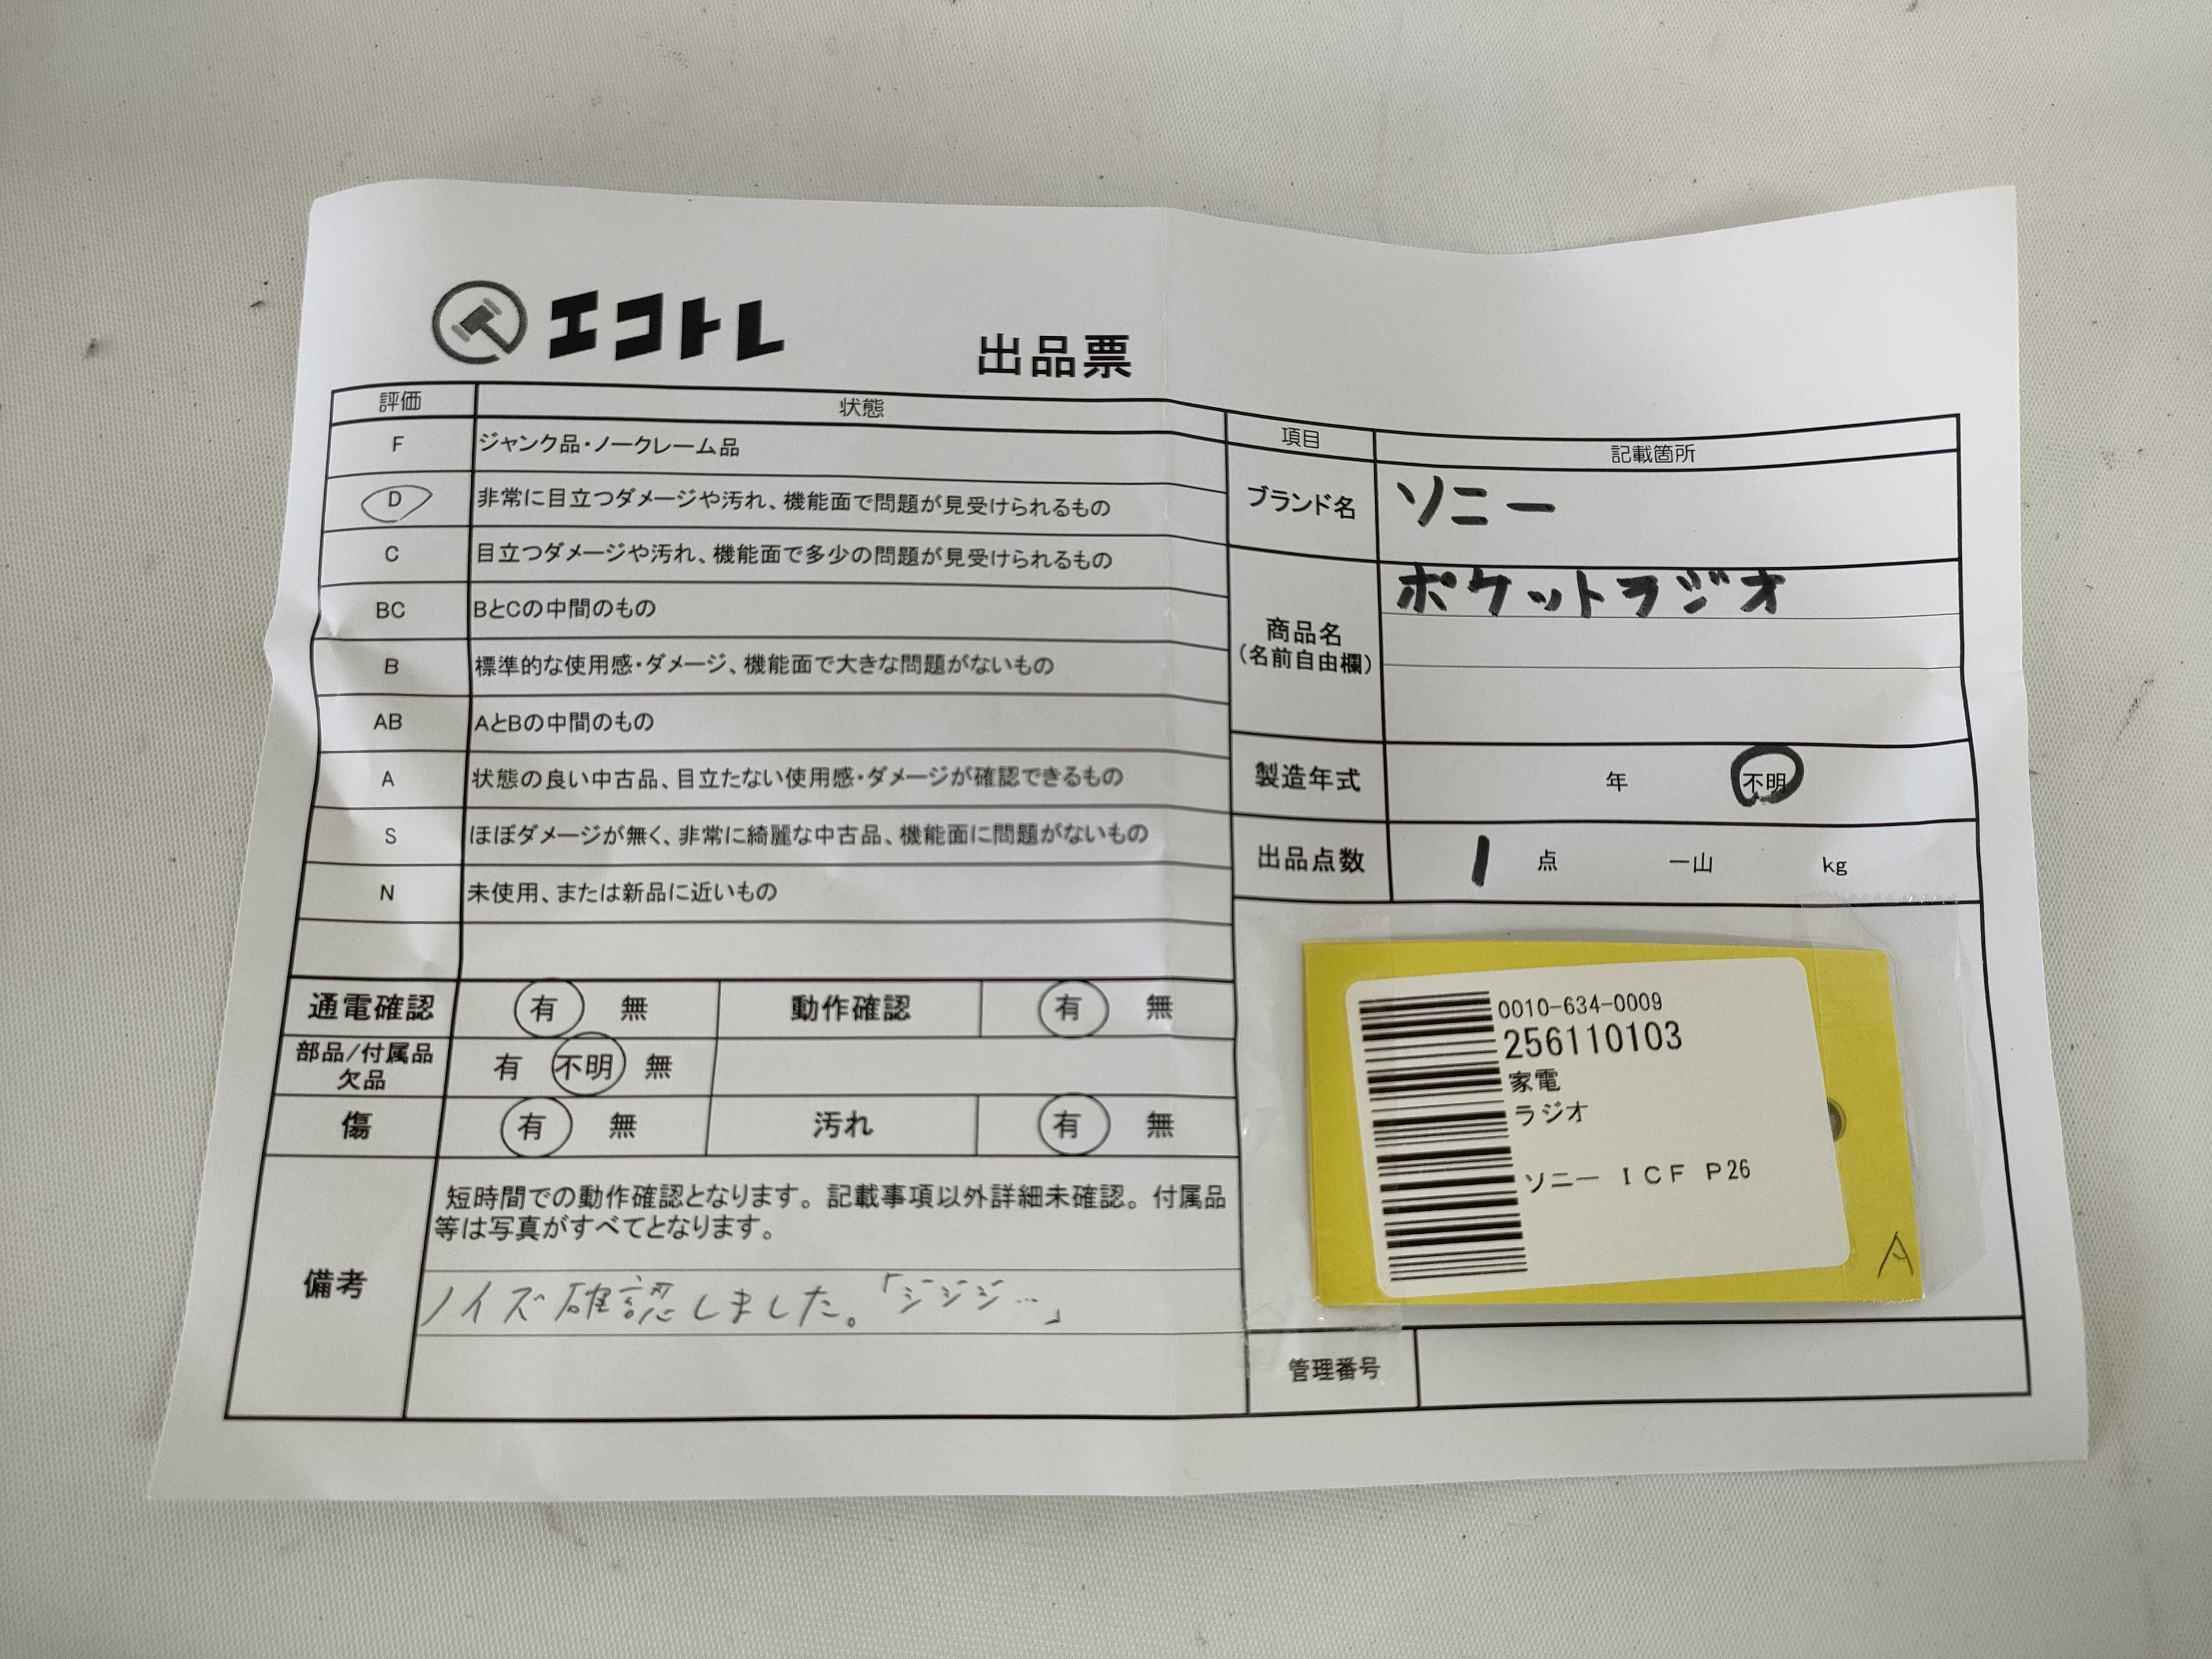 エコトレ
出品票
評価 状態
F ジャンク品・ノークレーム品
D 非常に目立つダメージや汚れ、機能面で問題が見受けられるもの
C 目立つダメージや汚れ、機能面で多少の問題が見受けられるもの
BC BとCの中間のもの
B 標準的な使用感・ダメージ、機能面で大きな問題がないもの
AB AとBの中間のもの
A 状態の良い中古品、目立たない使用感・ダメージが確認できるもの
S ほぼダメージが無く、非常に綺麗な中古品、機能面に問題がないもの
N 未使用、または新品に近いもの
通電確認 有 無 動作確認 有 無
部品/付属品
欠品
有 不明 無
傷 有 無 汚れ 有 無
備考
短時間での動作確認となります。記載事項以外詳細未確認。付属品
等は写真がすべてとなります。
ノイズ確認しました。「ジジジ…」
項目 記載箇所
ブランド名 ソニー
商品名
(名前自由欄)
ポケットラジオ
製造年式 年 不明
出品点数 1 点 一山 kg
0010-634-0009
256110103
家電
ラジオ
ソニー ICF P26
A
管理番号